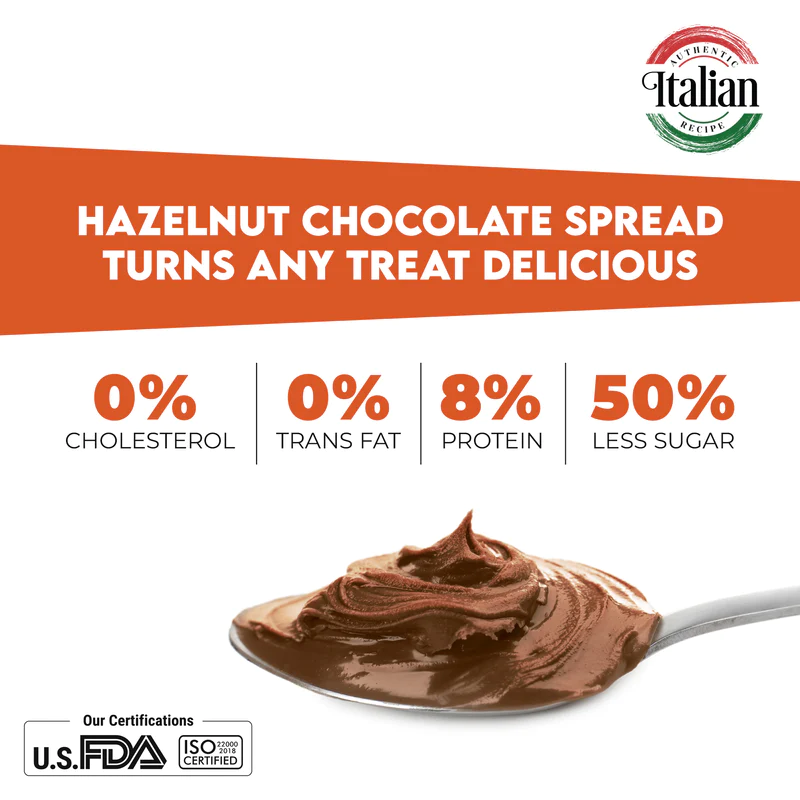 AUTHENTIC
Italian
RECIPE
HAZELNUT CHOCOLATE SPREAD
TURNS ANY TREAT DELICIOUS
0%
CHOLESTEROL
0%
TRANS FAT
8%
PROTEIN
50%
LESS SUGAR
Our Certifications
U.S.FDA
ISO 22000
2018
CERTIFIED